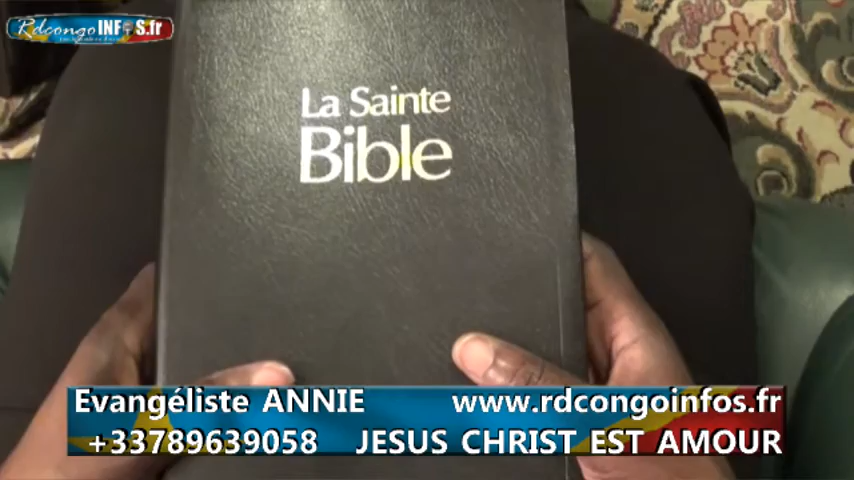 RdcongoINFOS.fr
La Sainte
Bible
Evangéliste ANNIE www.rdcongoinfos.fr
+33789639058 JESUS CHRIST EST AMOUR